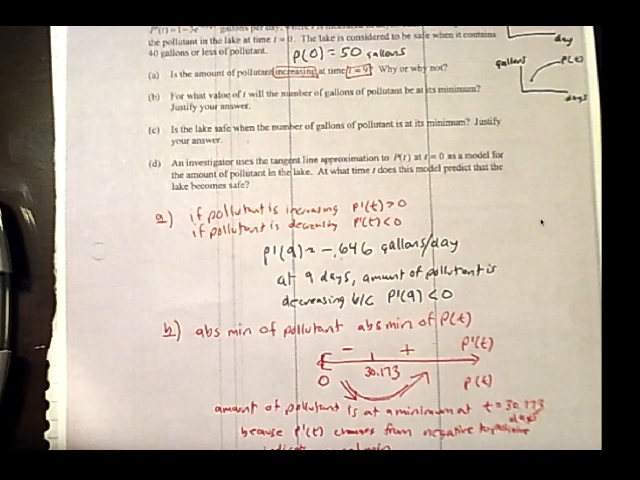 the pollutant in the lake at time t = 0. The lake is considered to be safe when it contains
40 gallons or less of pollutant.
P(0) = 50 gallons
(a) Is the amount of pollutant increasing at time t = 9? Why or why not?
(b) For what value of t will the number of gallons of pollutant be at its minimum?
Justify your answer.
(c) Is the lake safe when the number of gallons of pollutant is at its minimum? Justify
your answer.
(d) An investigator uses the tangent line approximation to P(t) at t = 0 as a model for
the amount of pollutant in the lake. At what time t does this model predict that the
lake becomes safe?
day
gallons
P(t)
days
a) if pollutant is increasing P'(t)>0
if pollutant is decreasing P'(t)<0
P'(9) = -.646 gallons/day
at 9 days, amount of pollutant is
decreasing b/c P'(9) < 0
b) abs min of pollutant abs min of P(t)
- + P'(t)
0 30.173 P(t)
amount of pollutant is at a minimum at t = 30.173
days
because P'(t) changes from negative to positive